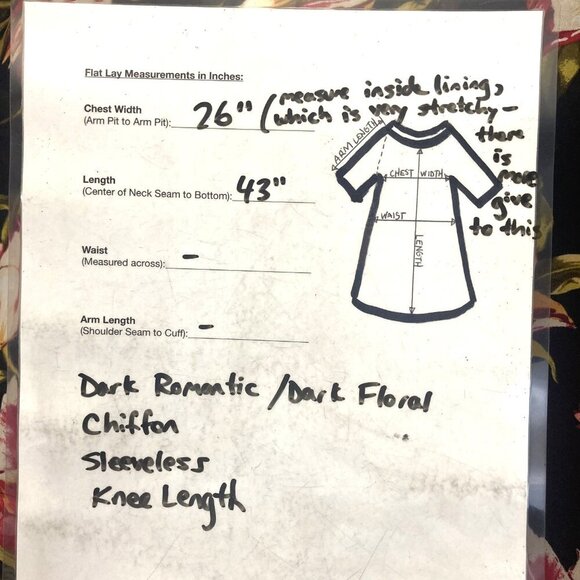 Flat Lay Measurements in Inches:
Chest Width
(Arm Pit to Arm Pit): 26" (measure inside lining,
which is very stretchy -
there
is
more
give
to this
Length
(Center of Neck Seam to Bottom): 43"
Waist
(Measured across): -
Arm Length
(Shoulder Seam to Cuff): -
ARM LENGTH
CHEST WIDTH
WAIST
LENGTH
Dark Romantic / Dark Floral
Chiffon
Sleeveless
Knee Length